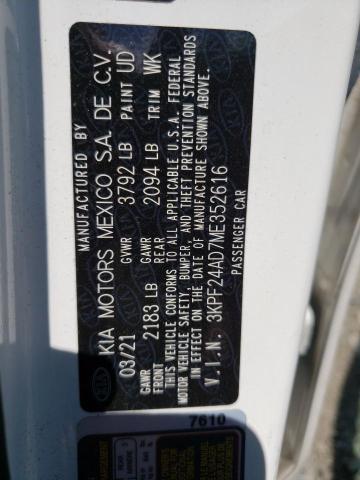 MANUFACTURED BY
KIA MOTORS MEXICO S.A. DE C.V.
03/21 GVWR 3792 LB PAINT UD
GAWR FRONT 2183 LB GAWR REAR 2094 LB TRIM WK
THIS VEHICLE CONFORMS TO ALL APPLICABLE U.S.A. FEDERAL
MOTOR VEHICLE SAFETY, BUMPER, AND THEFT PREVENTION STANDARDS
IN EFFECT ON THE DATE OF MANUFACTURE SHOWN ABOVE.
V.I.N. 3KPF24AD7ME352616
PASSENGER CAR
KIA
7610